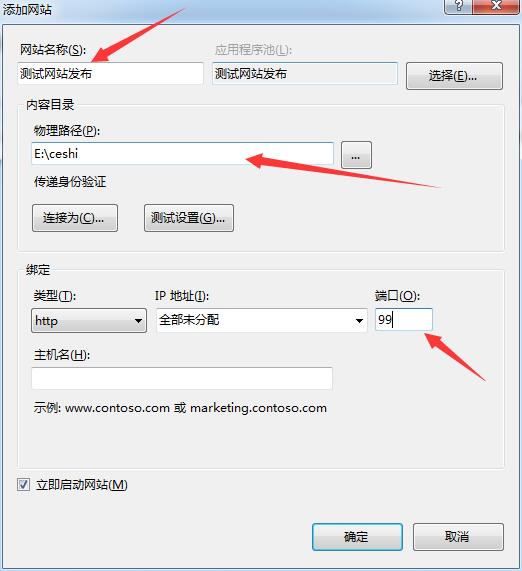 添加网站
网站名称(S):
应用程序池(L):
测试网站发布
测试网站发布
选择(E)...
内容目录
物理路径(P):
E:\ceshi
...
传递身份验证
连接为(C)...
测试设置(G)...
绑定
类型(T):
IP 地址(I):
端口(O):
http
全部未分配
99
主机名(H):
示例: www.contoso.com 或 marketing.contoso.com
立即启动网站(M)
确定
取消